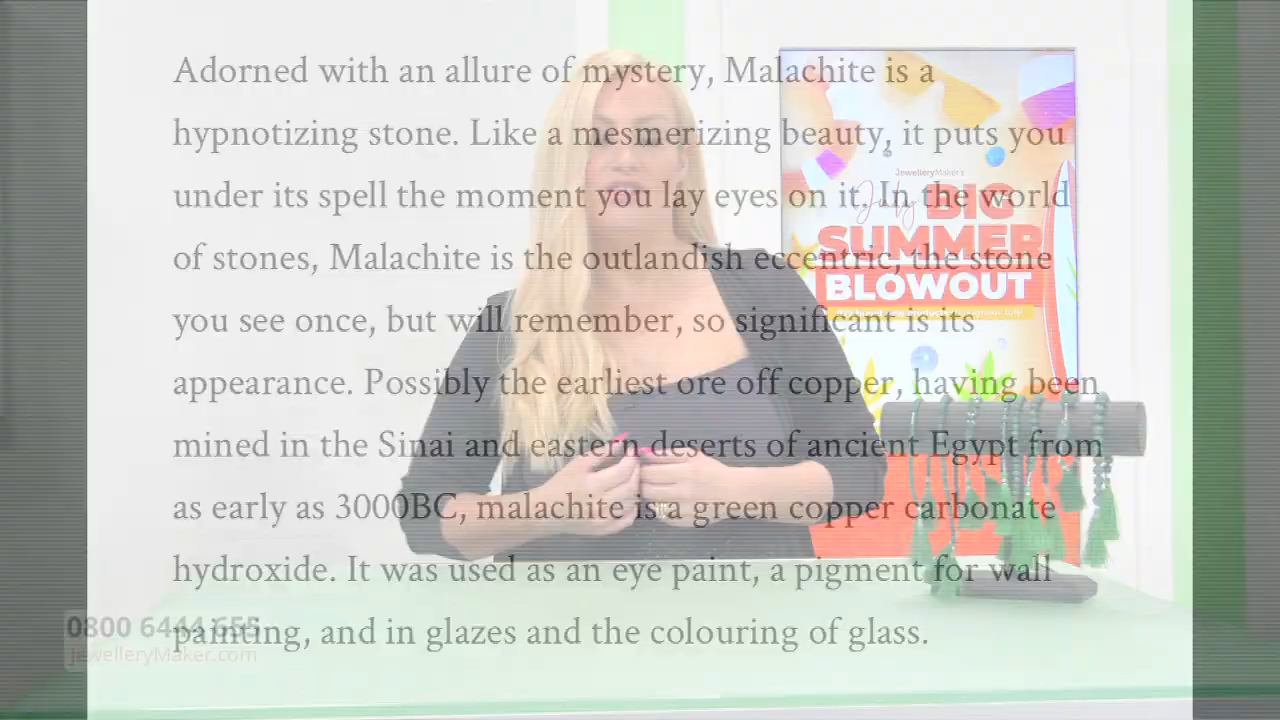 Adorned with an allure of mystery, Malachite is a
hypnotizing stone. Like a mesmerizing beauty, it puts you
under its spell the moment you lay eyes on it. In the world
of stones, Malachite is the outlandish eccentric, the stone
you see once, but will remember, so significant is its
appearance. Possibly the earliest ore off copper, having been
mined in the Sinai and eastern deserts of ancient Egypt from
as early as 3000BC, malachite is a green copper carbonate
hydroxide. It was used as an eye paint, a pigment for wall
painting, and in glazes and the colouring of glass.
JewelleryMaker's
July BIG
SUMMER
BLOWOUT
0800 6444 655
JewelleryMaker.com